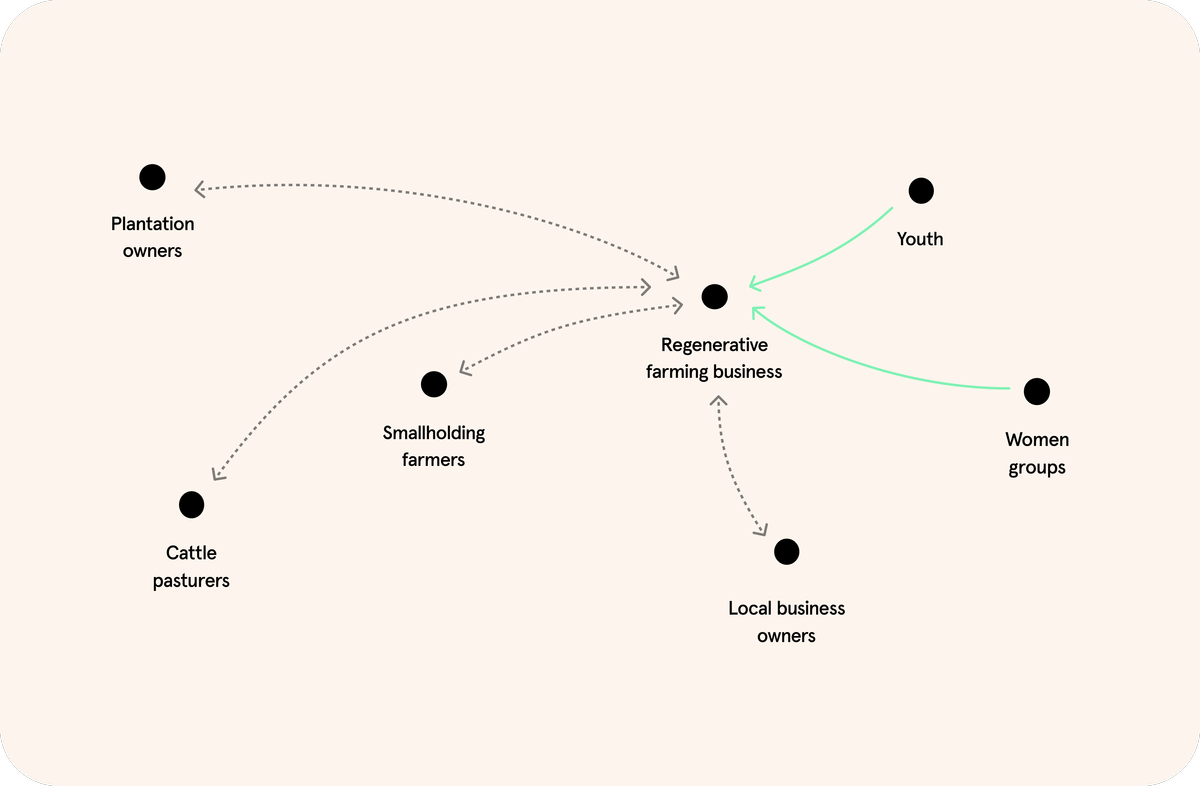 Plantation
owners
Youth
Regenerative
farming business
Smallholding
farmers
Women
groups
Cattle
pasturers
Local business
owners